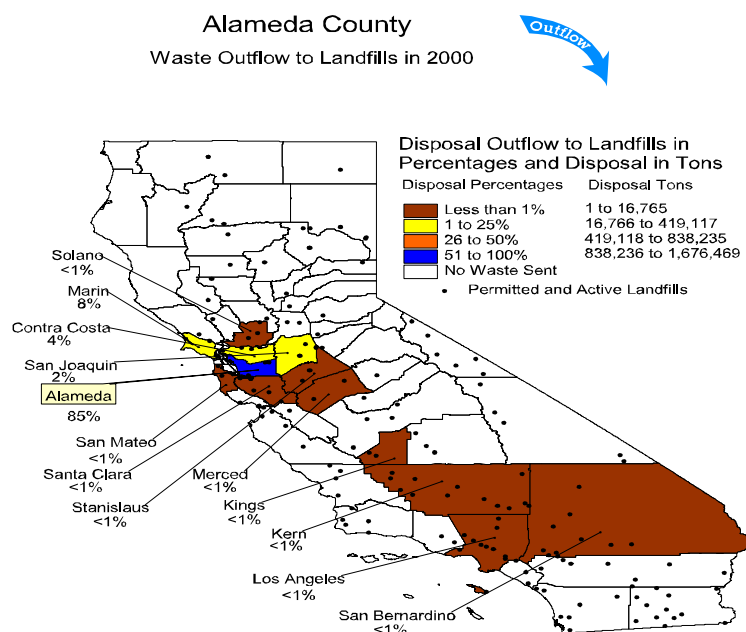 Alameda County
Waste Outflow to Landfills in 2000
Outflow
Disposal Outflow to Landfills in
Percentages and Disposal in Tons
Disposal Percentages Disposal Tons
Less than 1% 1 to 16,765
1 to 25% 16,766 to 419,117
26 to 50% 419,118 to 838,235
51 to 100% 838,236 to 1,676,469
No Waste Sent
Permitted and Active Landfills
Solano
<1%
Marin
8%
Contra Costa
4%
San Joaquin
2%
Alameda
85%
San Mateo
<1%
Santa Clara
<1%
Stanislaus
<1%
Merced
<1%
Kings
<1%
Kern
<1%
Los Angeles
<1%
San Bernardino
<1%